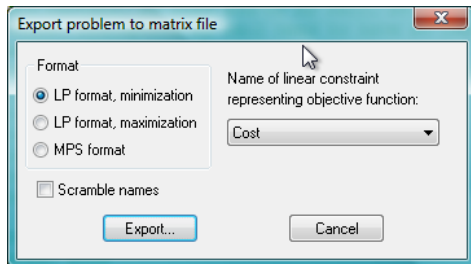 Export problem to matrix file
Format
LP format, minimization
LP format, maximization
MPS format
Scramble names
Name of linear constraint
representing objective function:
Cost
Export...
Cancel